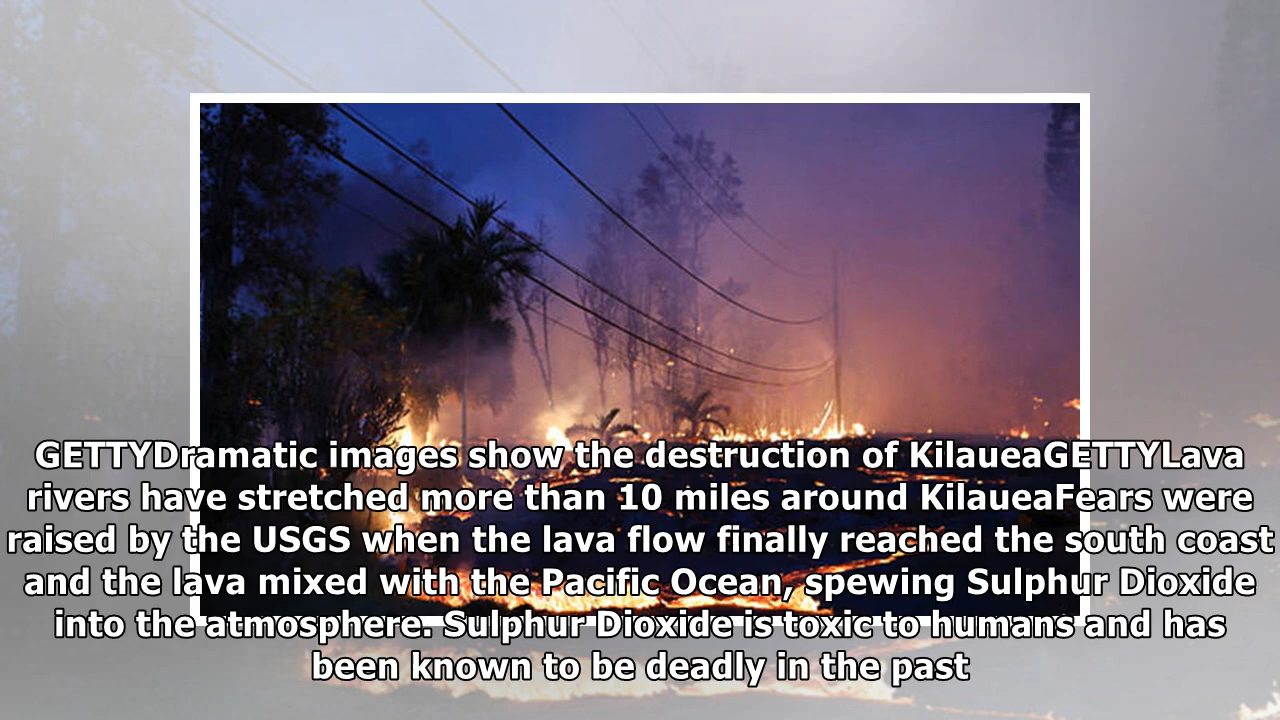 GETTYDramatic images show the destruction of KilaueaGETTYLava
rivers have stretched more than 10 miles around KilaueaFears were
raised by the USGS when the lava flow finally reached the south coast
and the lava mixed with the Pacific Ocean, spewing Sulphur Dioxide
into the atmosphere. Sulphur Dioxide is toxic to humans and has
been known to be deadly in the past